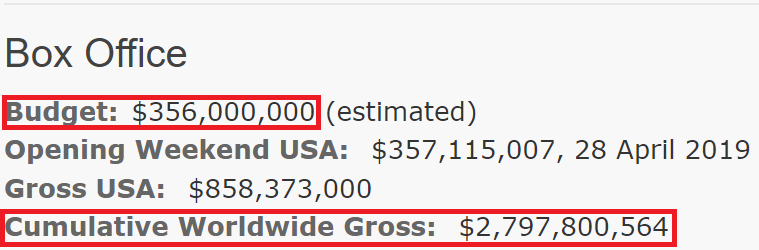 Box Office
Budget: $356,000,000 (estimated)
Opening Weekend USA: $357,115,007, 28 April 2019
Gross USA: $858,373,000
Cumulative Worldwide Gross: $2,797,800,564